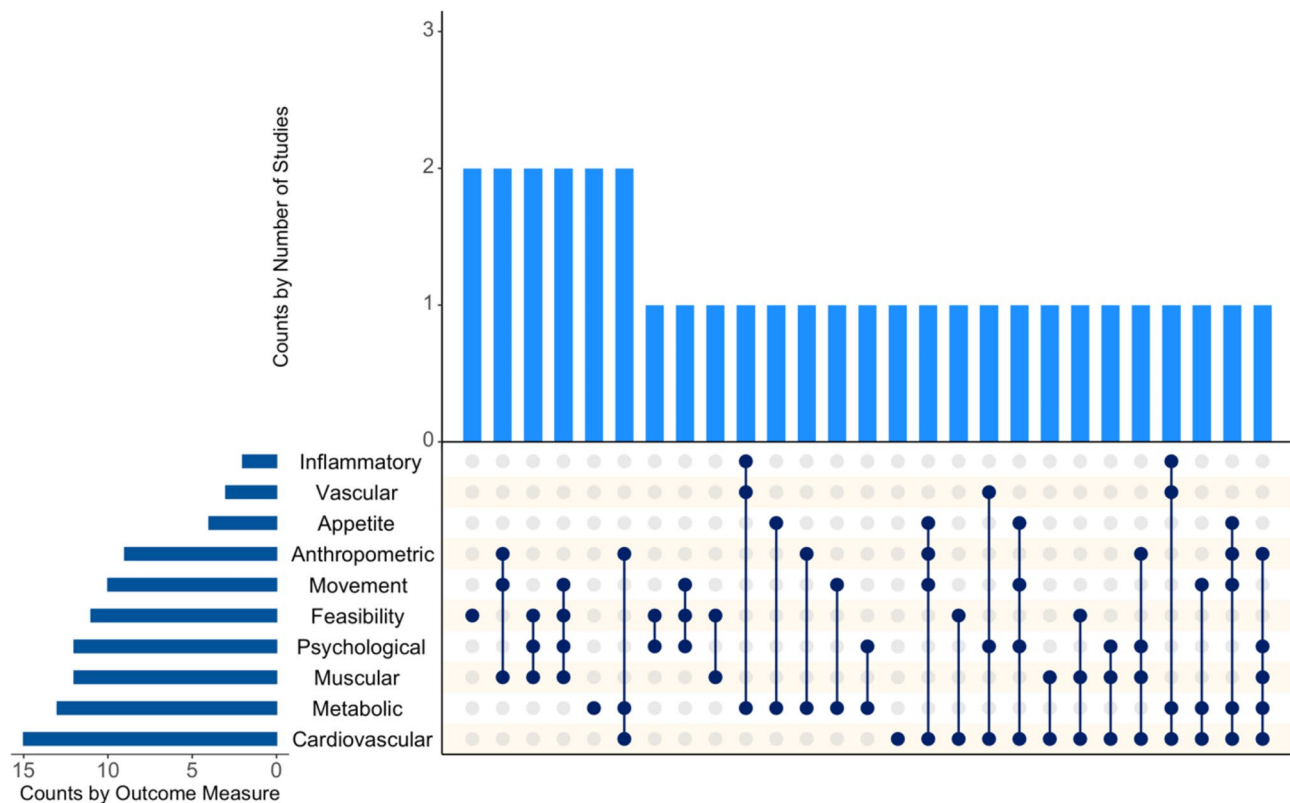 3
2
1
0
Counts by Number of Studies
Inflammatory
Vascular
Appetite
Anthropometric
Movement
Feasibility
Psychological
Muscular
Metabolic
Cardiovascular
15 10 5 0
Counts by Outcome Measure